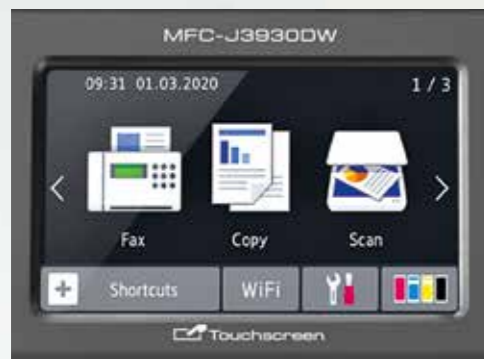 MFC-J3930DW
09:31 01.03.2020 1 / 3
Fax Copy Scan
Shortcuts WiFi
Touchscreen